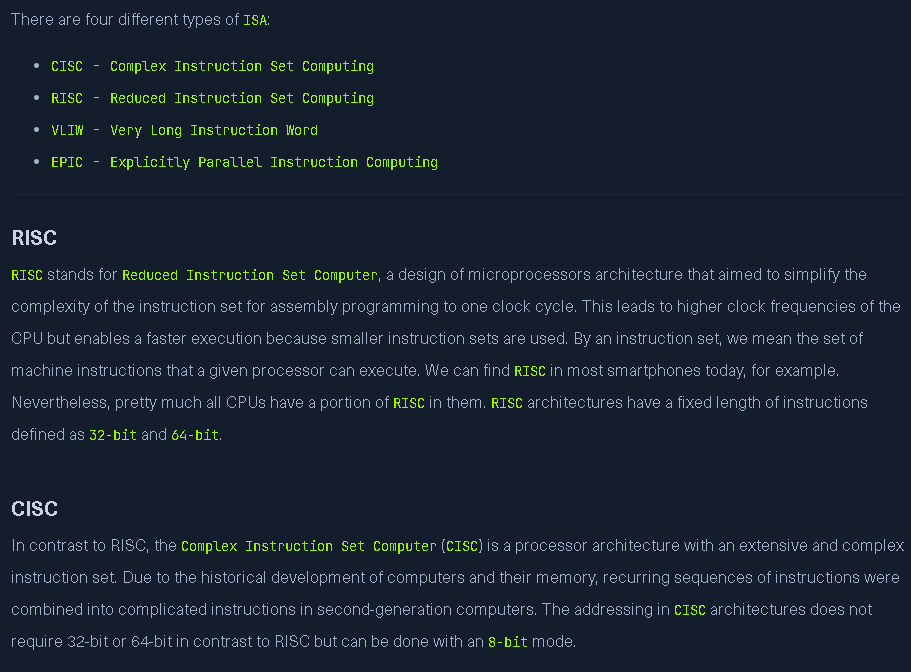 There are four different types of ISA:
• CISC - Complex Instruction Set Computing
• RISC - Reduced Instruction Set Computing
• VLIW - Very Long Instruction Word
• EPIC - Explicitly Parallel Instruction Computing
RISC
RISC stands for Reduced Instruction Set Computer, a design of microprocessors architecture that aimed to simplify the
complexity of the instruction set for assembly programming to one clock cycle. This leads to higher clock frequencies of the
CPU but enables a faster execution because smaller instruction sets are used. By an instruction set, we mean the set of
machine instructions that a given processor can execute. We can find RISC in most smartphones today, for example.
Nevertheless, pretty much all CPUs have a portion of RISC in them. RISC architectures have a fixed length of instructions
defined as 32-bit and 64-bit.
CISC
In contrast to RISC, the Complex Instruction Set Computer (CISC) is a processor architecture with an extensive and complex
instruction set. Due to the historical development of computers and their memory, recurring sequences of instructions were
combined into complicated instructions in second-generation computers. The addressing in CISC architectures does not
require 32-bit or 64-bit in contrast to RISC but can be done with an 8-bit mode.